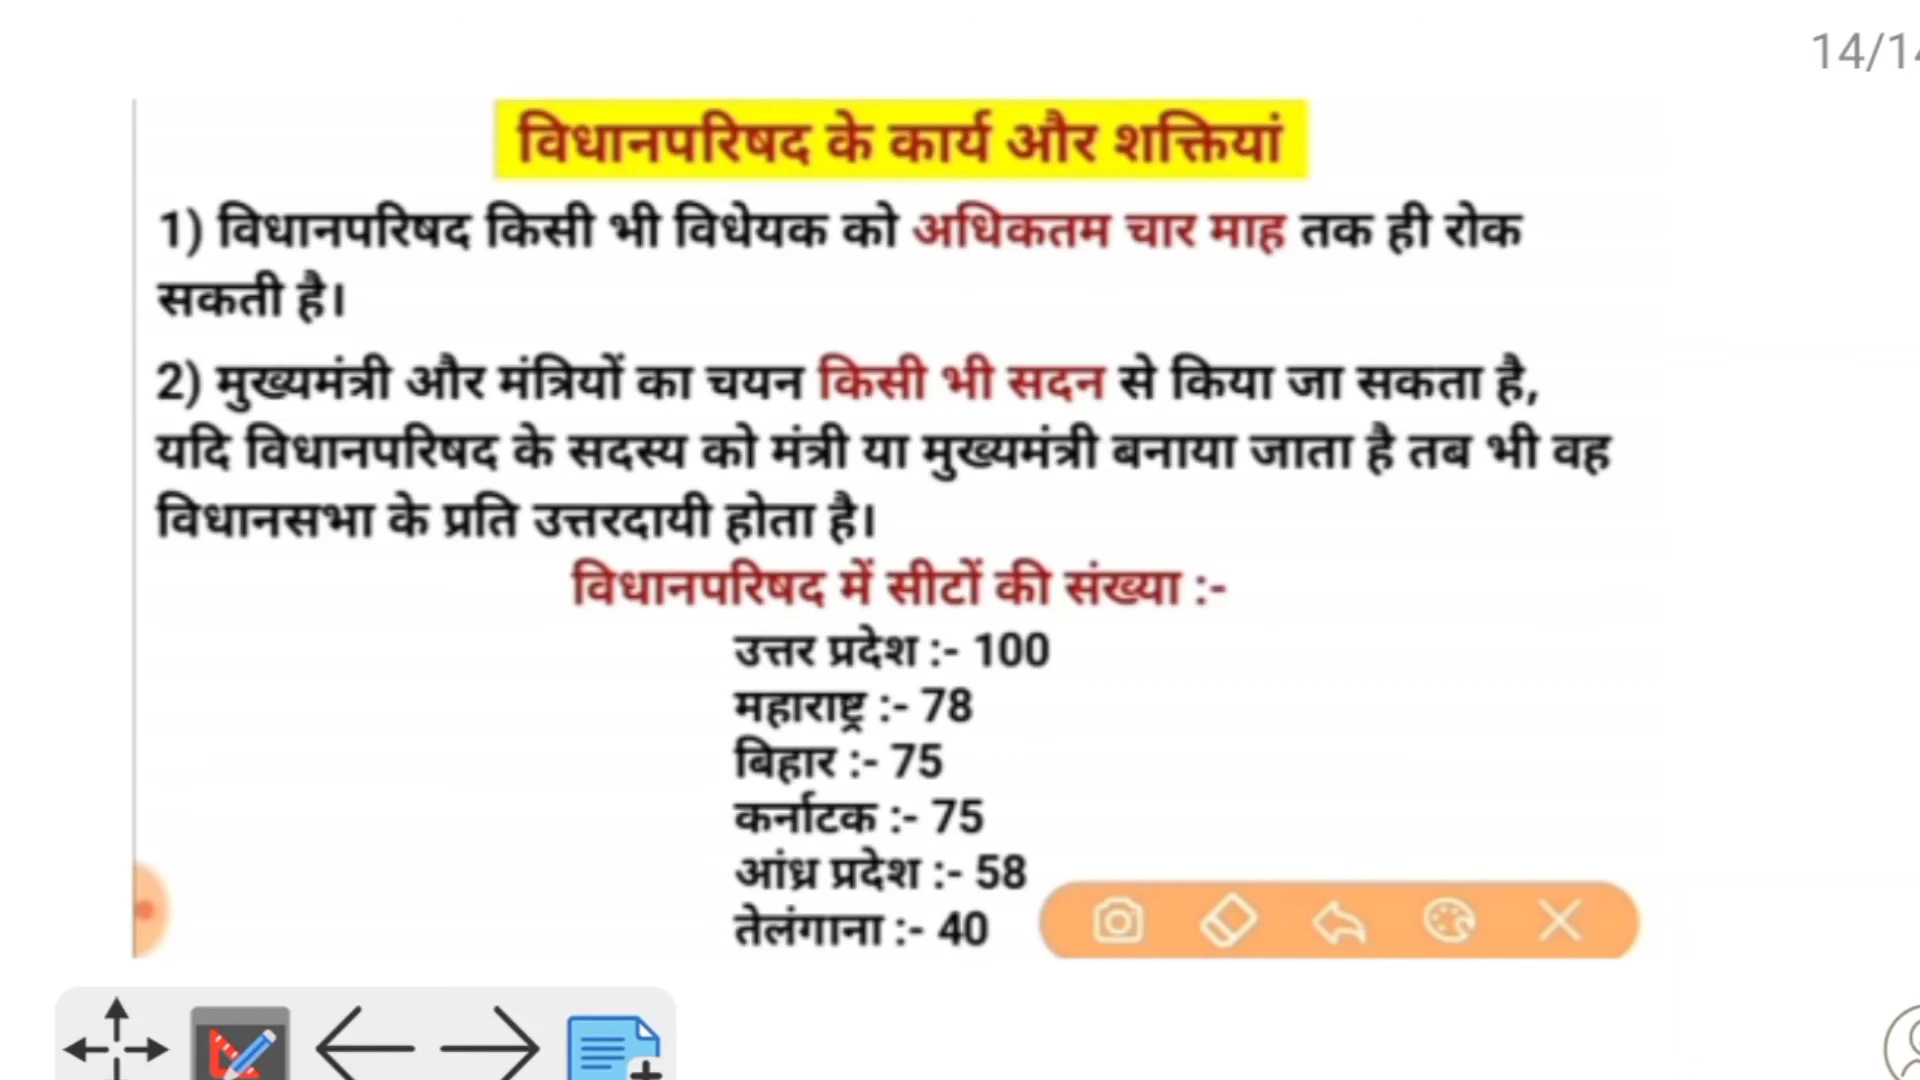 14/14
विधानपरिषद के कार्य और शक्तियां
1) विधानपरिषद किसी भी विधेयक को अधिकतम चार माह तक ही रोक
सकती है।
2) मुख्यमंत्री और मंत्रियों का चयन किसी भी सदन से किया जा सकता है,
यदि विधानपरिषद के सदस्य को मंत्री या मुख्यमंत्री बनाया जाता है तब भी वह
विधानसभा के प्रति उत्तरदायी होता है।
विधानपरिषद में सीटों की संख्या :-
उत्तर प्रदेश :- 100
महाराष्ट्र :- 78
बिहार :- 75
कर्नाटक :- 75
आंध्र प्रदेश :- 58
तेलंगाना :- 40